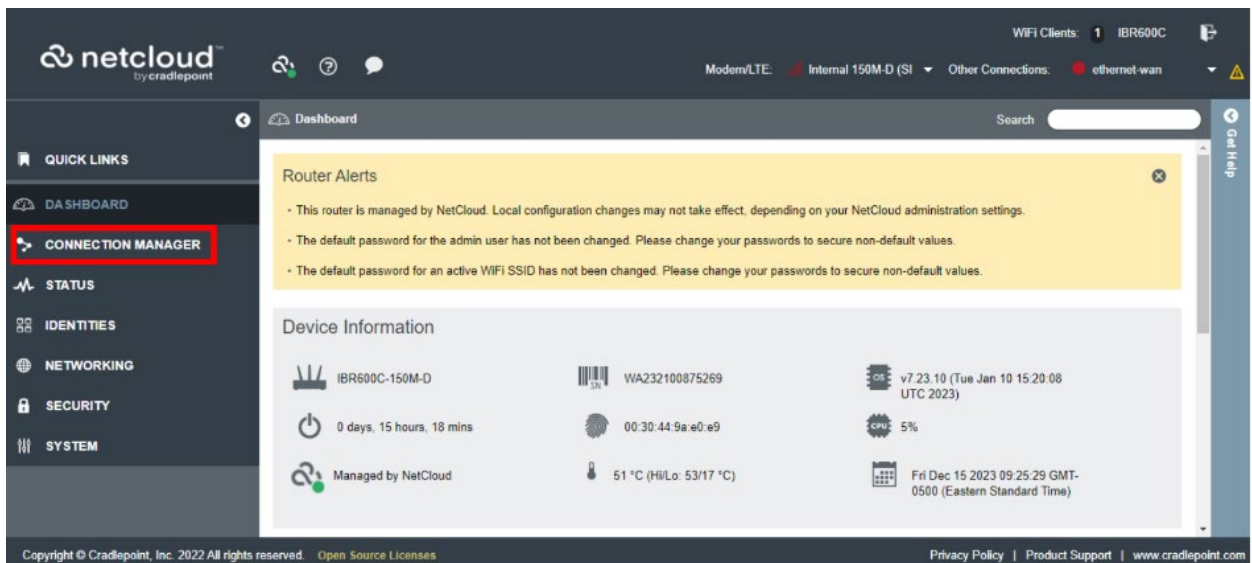 WiFi Clients: 1 IBR600C
netcloud™
by cradlepoint
Modem/LTE: Internal 150M-D (SI Other Connections: ethernet-wan
Dashboard
Search
Get Help
QUICK LINKS
DASHBOARD
CONNECTION MANAGER
STATUS
IDENTITIES
NETWORKING
SECURITY
SYSTEM
Router Alerts
• This router is managed by NetCloud. Local configuration changes may not take effect, depending on your NetCloud administration settings.
• The default password for the admin user has not been changed. Please change your passwords to secure non-default values.
• The default password for an active WiFi SSID has not been changed. Please change your passwords to secure non-default values.
Device Information
IBR600C-150M-D
SN
WA232100875269
OS
v7.23.10 (Tue Jan 10 15:20:08
UTC 2023)
0 days, 15 hours, 18 mins
00:30:44:9a:e0:e9
CPU
5%
Managed by NetCloud
51 °C (Hi/Lo: 53/17 °C)
Fri Dec 15 2023 09:25:29 GMT-
0500 (Eastern Standard Time)
Copyright © Cradlepoint, Inc. 2022 All rights reserved. Open Source Licenses
Privacy Policy | Product Support | www.cradlepoint.com